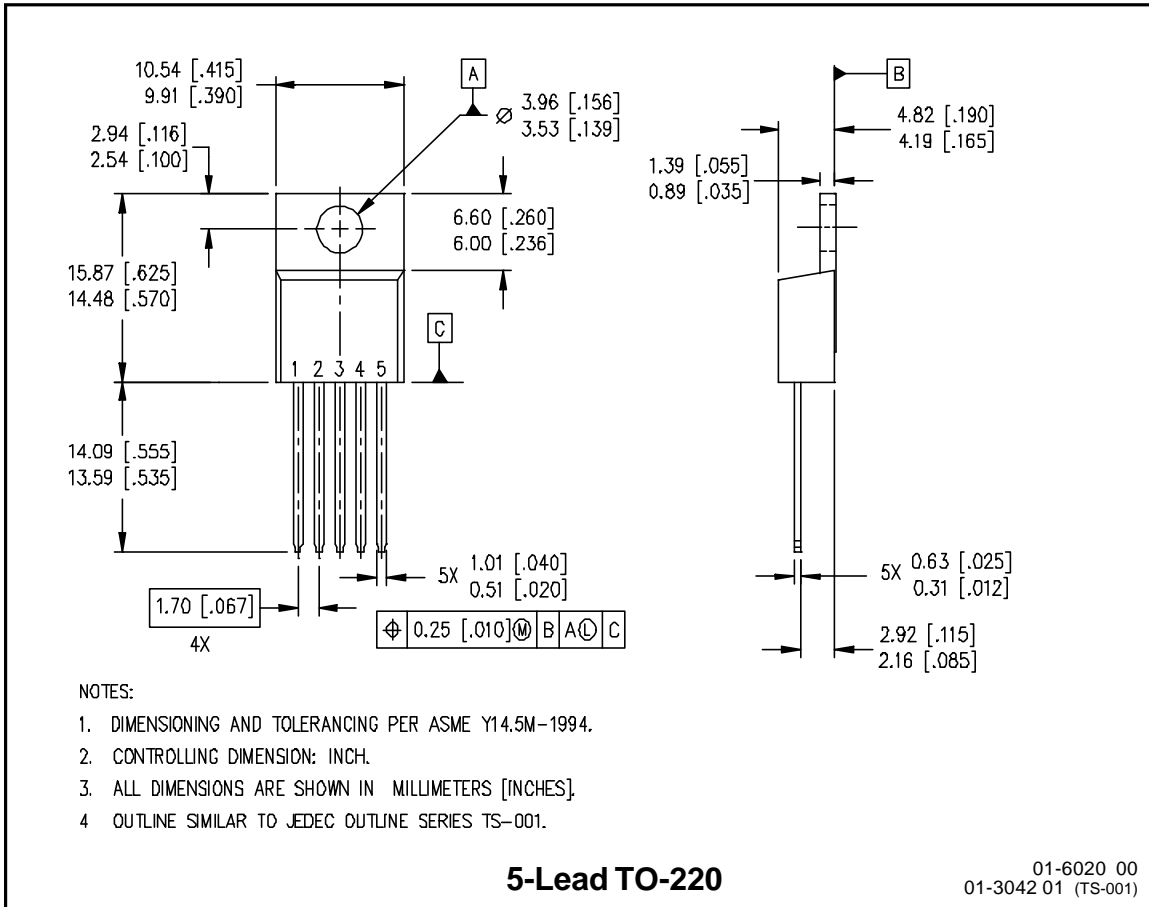 10.54 [.415]
9.91 [.390]
A
B
Ø 3.96 [.156]
3.53 [.139]
4.82 [.190]
4.19 [.165]
2.94 [.116]
2.54 [.100]
1.39 [.055]
0.89 [.035]
6.60 [.260]
6.00 [.236]
15.87 [.625]
14.48 [.570]
C
1 2 3 4 5
14.09 [.555]
13.59 [.535]
5X 1.01 [.040]
0.51 [.020]
5X 0.63 [.025]
0.31 [.012]
1.70 [.067]
4X
⌖ 0.25 [.010]Ⓜ B AⓁ C
2.92 [.115]
2.16 [.085]
NOTES:
1. DIMENSIONING AND TOLERANCING PER ASME Y14.5M-1994.
2. CONTROLLING DIMENSION: INCH.
3. ALL DIMENSIONS ARE SHOWN IN MILLIMETERS [INCHES].
4 OUTLINE SIMILAR TO JEDEC OUTLINE SERIES TS-001.
5-Lead TO-220
01-6020 00
01-3042 01 (TS-001)